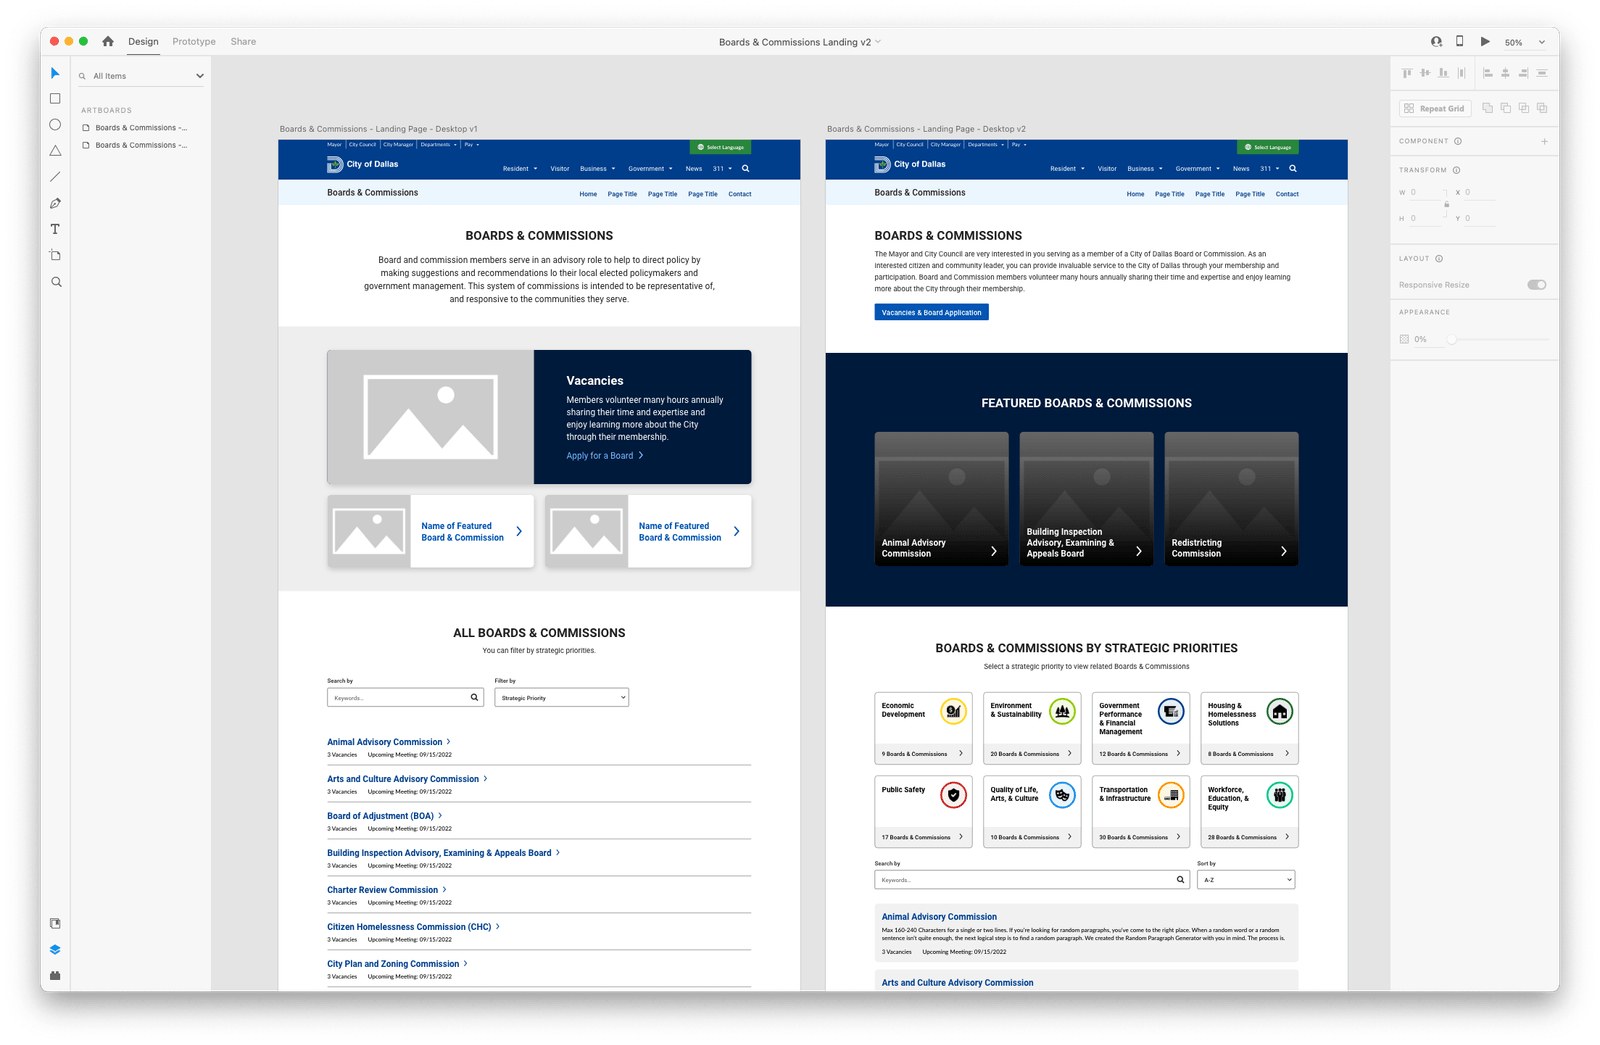 Design
Prototype
Share
Boards & Commissions Landing v2
50%
All Items
ARTBOARDS
Boards & Commissions -...
Boards & Commissions -...
Boards & Commissions - Landing Page - Desktop v1
Mayor
City Council
City Manager
Departments
Pay
Select Language
City of Dallas
Resident
Visitor
Business
Government
News
311
Boards & Commissions
Home
Page Title
Page Title
Page Title
Contact
BOARDS & COMMISSIONS
Board and commission members serve in an advisory role to help to direct policy by
making suggestions and recommendations lo their local elected policymakers and
government management. This system of commissions is intended to be representative of,
and responsive to the communities they serve.
Vacancies
Members volunteer many hours annually
sharing their time and expertise and
enjoy learning more about the City
through their membership.
Apply for a Board
Name of Featured
Board & Commission
Name of Featured
Board & Commission
ALL BOARDS & COMMISSIONS
You can filter by strategic priorities.
Search by
Filter by
Keywords...
Strategic Priority
Animal Advisory Commission
3 Vacancies
Upcoming Meeting: 09/15/2022
Arts and Culture Advisory Commission
3 Vacancies
Upcoming Meeting: 09/15/2022
Board of Adjustment (BOA)
3 Vacancies
Upcoming Meeting: 09/15/2022
Building Inspection Advisory, Examining & Appeals Board
3 Vacancies
Upcoming Meeting: 09/15/2022
Charter Review Commission
3 Vacancies
Upcoming Meeting: 09/15/2022
Citizen Homelessness Commission (CHC)
3 Vacancies
Upcoming Meeting: 09/15/2022
City Plan and Zoning Commission
3 Vacancies
Upcoming Meeting: 09/15/2022
Boards & Commissions - Landing Page - Desktop v2
Mayor
City Council
City Manager
Departments
Pay
Select Language
City of Dallas
Resident
Visitor
Business
Government
News
311
Boards & Commissions
Home
Page Title
Page Title
Page Title
Contact
BOARDS & COMMISSIONS
The Mayor and City Council are very interested in you serving as a member of a City of Dallas Board or Commission. As an
interested citizen and community leader, you can provide invaluable service to the City of Dallas through your membership and
participation. Board and Commission members volunteer many hours annually sharing their time and expertise and enjoy learning
more about the City through their membership.
Vacancies & Board Application
FEATURED BOARDS & COMMISSIONS
Animal Advisory
Commission
Building Inspection
Advisory, Examining &
Appeals Board
Redistricting
Commission
BOARDS & COMMISSIONS BY STRATEGIC PRIORITIES
Select a strategic priority to view related Boards & Commissions
Economic
Development
9 Boards & Commissions
Environment
& Sustainability
20 Boards & Commissions
Government
Performance
& Financial
Management
12 Boards & Commissions
Housing &
Homelessness
Solutions
8 Boards & Commissions
Public Safety
17 Boards & Commissions
Quality of Life,
Arts, & Culture
10 Boards & Commissions
Transportation
& Infrastructure
30 Boards & Commissions
Workforce,
Education, &
Equity
28 Boards & Commissions
Search by
Sort by
Keywords...
A-Z
Animal Advisory Commission
Max 160-240 Characters for a single or two lines. If you're looking for random paragraphs, you've come to the right place. When a random word or a random
sentence isn't quite enough, the next logical step is to find a random paragraph. We created the Random Paragraph Generator with you in mind. The process is.
3 Vacancies
Upcoming Meeting: 09/15/2022
Arts and Culture Advisory Commission
Repeat Grid
COMPONENT
TRANSFORM
W 0
X 0
H 0
Y 0
LAYOUT
Responsive Resize
APPEARANCE
0%